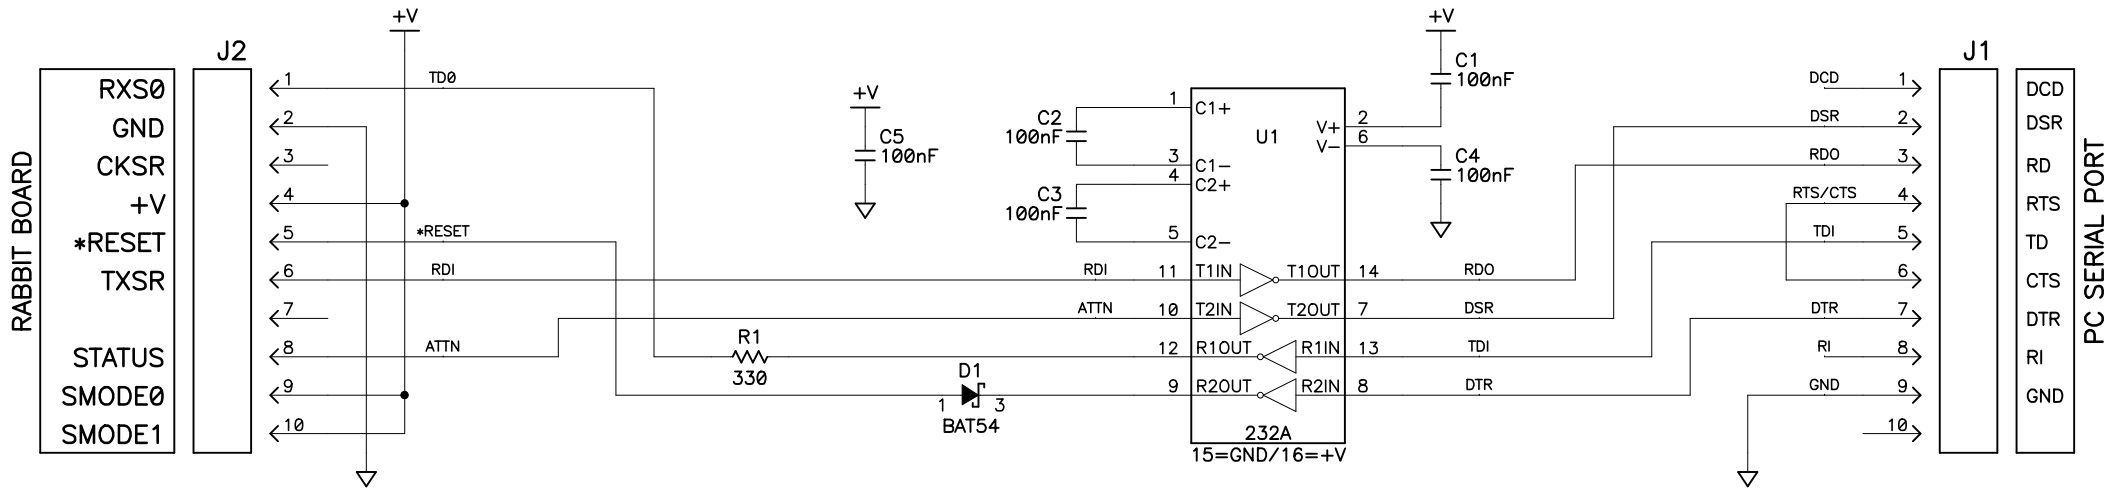 RABBIT BOARD
J2
RXS0
GND
CKSR
+V
*RESET
TXSR
STATUS
SMODE0
SMODE1
1
2
3
4
5
6
7
8
9
10
+V
TD0
*RESET
RDI
ATTN
+V
C5
100nF
R1
330
D1
1 3
BAT54
C2
100nF
C3
100nF
RDI
ATTN
1
3
4
5
11
10
12
9
C1+
C1-
C2+
C2-
T1IN
T2IN
R1OUT
R2OUT
U1
V+
V-
T1OUT
T2OUT
R1IN
R2IN
232A
15=GND/16=+V
2
6
14
7
13
8
+V
C1
100nF
C4
100nF
RDO
DSR
TDI
DTR
DCD
DSR
RDO
RTS/CTS
TDI
DTR
RI
GND
1
2
3
4
5
6
7
8
9
10
J1
DCD
DSR
RD
RTS
TD
CTS
DTR
RI
GND
PC SERIAL PORT